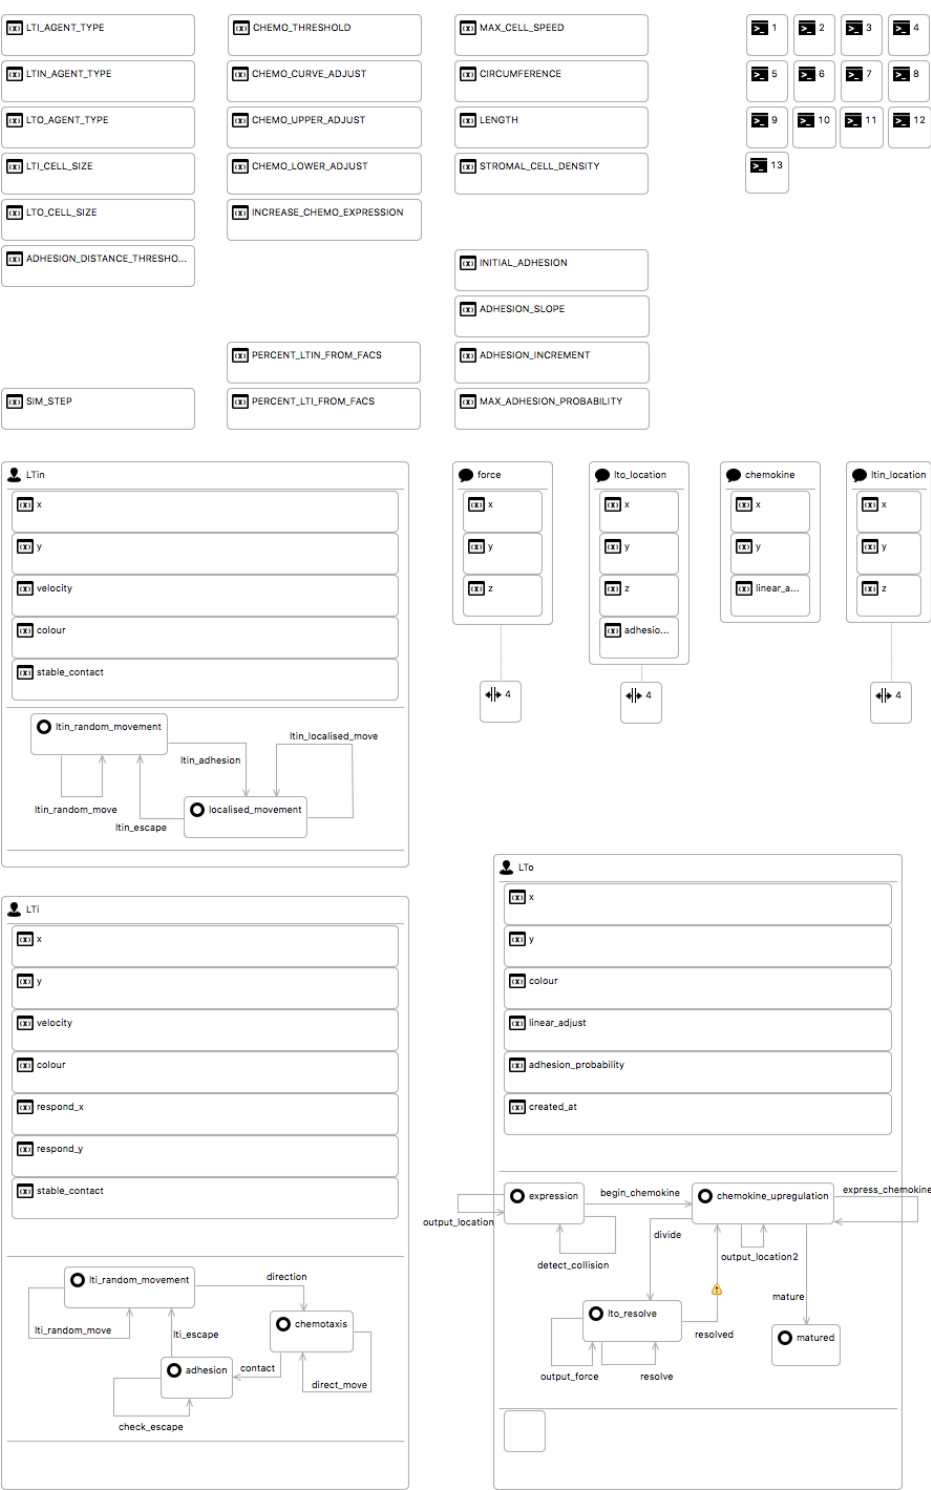 LTI_AGENT_TYPE
CHEMO_THRESHOLD
MAX_CELL_SPEED
1
2
3
4
LTIN_AGENT_TYPE
CHEMO_CURVE_ADJUST
CIRCUMFERENCE
5
6
7
8
LTO_AGENT_TYPE
CHEMO_UPPER_ADJUST
LENGTH
9
10
11
12
LTI_CELL_SIZE
CHEMO_LOWER_ADJUST
STROMAL_CELL_DENSITY
13
LTO_CELL_SIZE
INCREASE_CHEMO_EXPRESSION
ADHESION_DISTANCE_THRESHO...
INITIAL_ADHESION
ADHESION_SLOPE
PERCENT_LTIN_FROM_FACS
ADHESION_INCREMENT
SIM_STEP
PERCENT_LTI_FROM_FACS
MAX_ADHESION_PROBABILITY
LTin
x
y
velocity
colour
stable_contact
ltin_random_movement
ltin_localised_move
ltin_adhesion
localised_movement
ltin_random_move
ltin_escape
force
x
y
z
4
lto_location
x
y
z
adhesio...
4
chemokine
x
y
linear_a...
ltin_location
x
y
z
4
LTi
x
y
velocity
colour
respond_x
respond_y
stable_contact
lti_random_movement
direction
lti_random_move
lti_escape
chemotaxis
adhesion
contact
direct_move
check_escape
LTo
x
y
colour
linear_adjust
adhesion_probability
created_at
expression
begin_chemokine
chemokine_upregulation
express_chemokine
output_location
divide
output_location2
detect_collision
mature
lto_resolve
resolved
matured
output_force
resolve